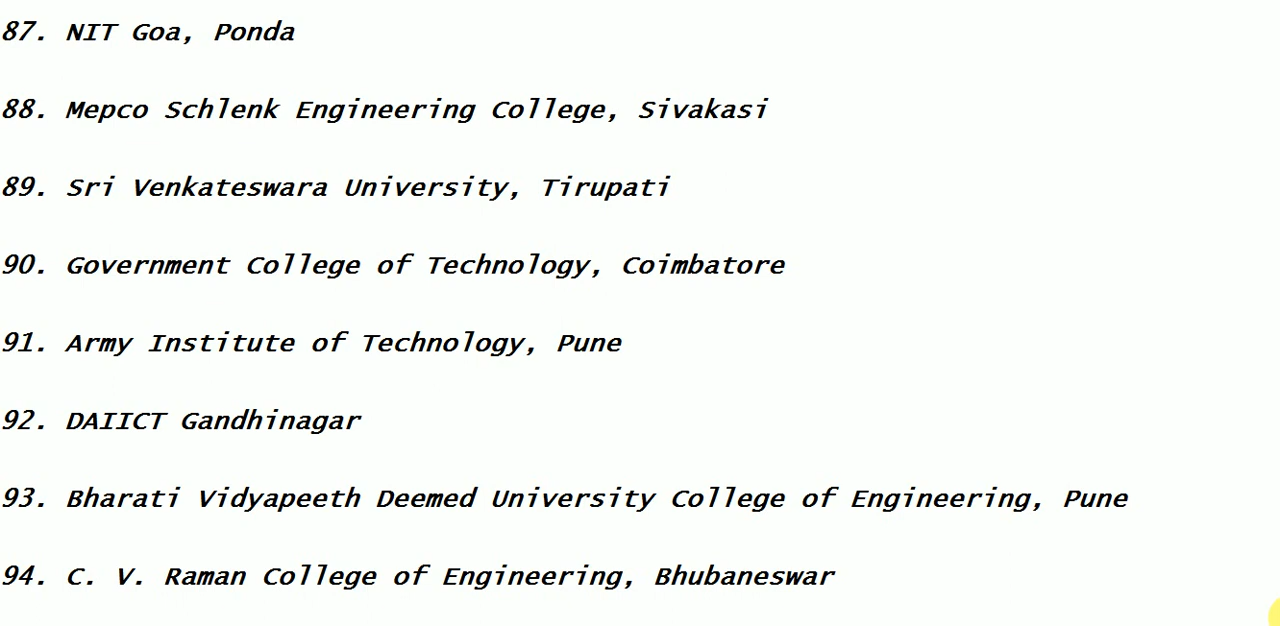 87. NIT Goa, Ponda
88. Mepco Schlenk Engineering College, Sivakasi
89. Sri Venkateswara University, Tirupati
90. Government College of Technology, Coimbatore
91. Army Institute of Technology, Pune
92. DAIICT Gandhinagar
93. Bharati Vidyapeeth Deemed University College of Engineering, Pune
94. C. V. Raman College of Engineering, Bhubaneswar